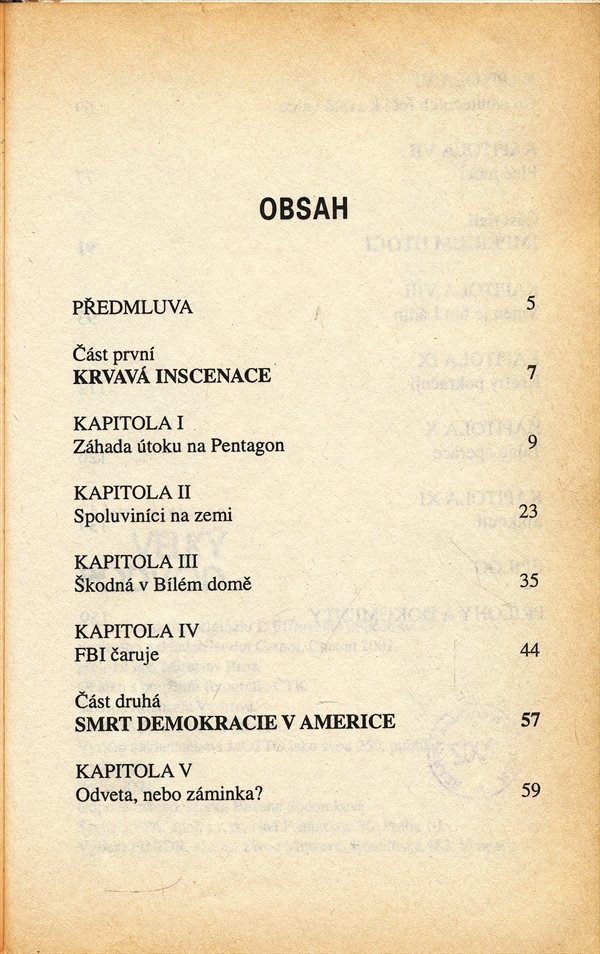 OBSAH
PŘEDMLUVA 5
Část první
KRVAVÁ INSCENACE 7
KAPITOLA I
Záhada útoku na Pentagon 9
KAPITOLA II
Spoluviníci na zemi 23
KAPITOLA III
Škodná v Bílém domě 35
KAPITOLA IV
FBI čaruje 44
Část druhá
SMRT DEMOKRACIE V AMERICE 57
KAPITOLA V
Odveta, nebo záminka? 59